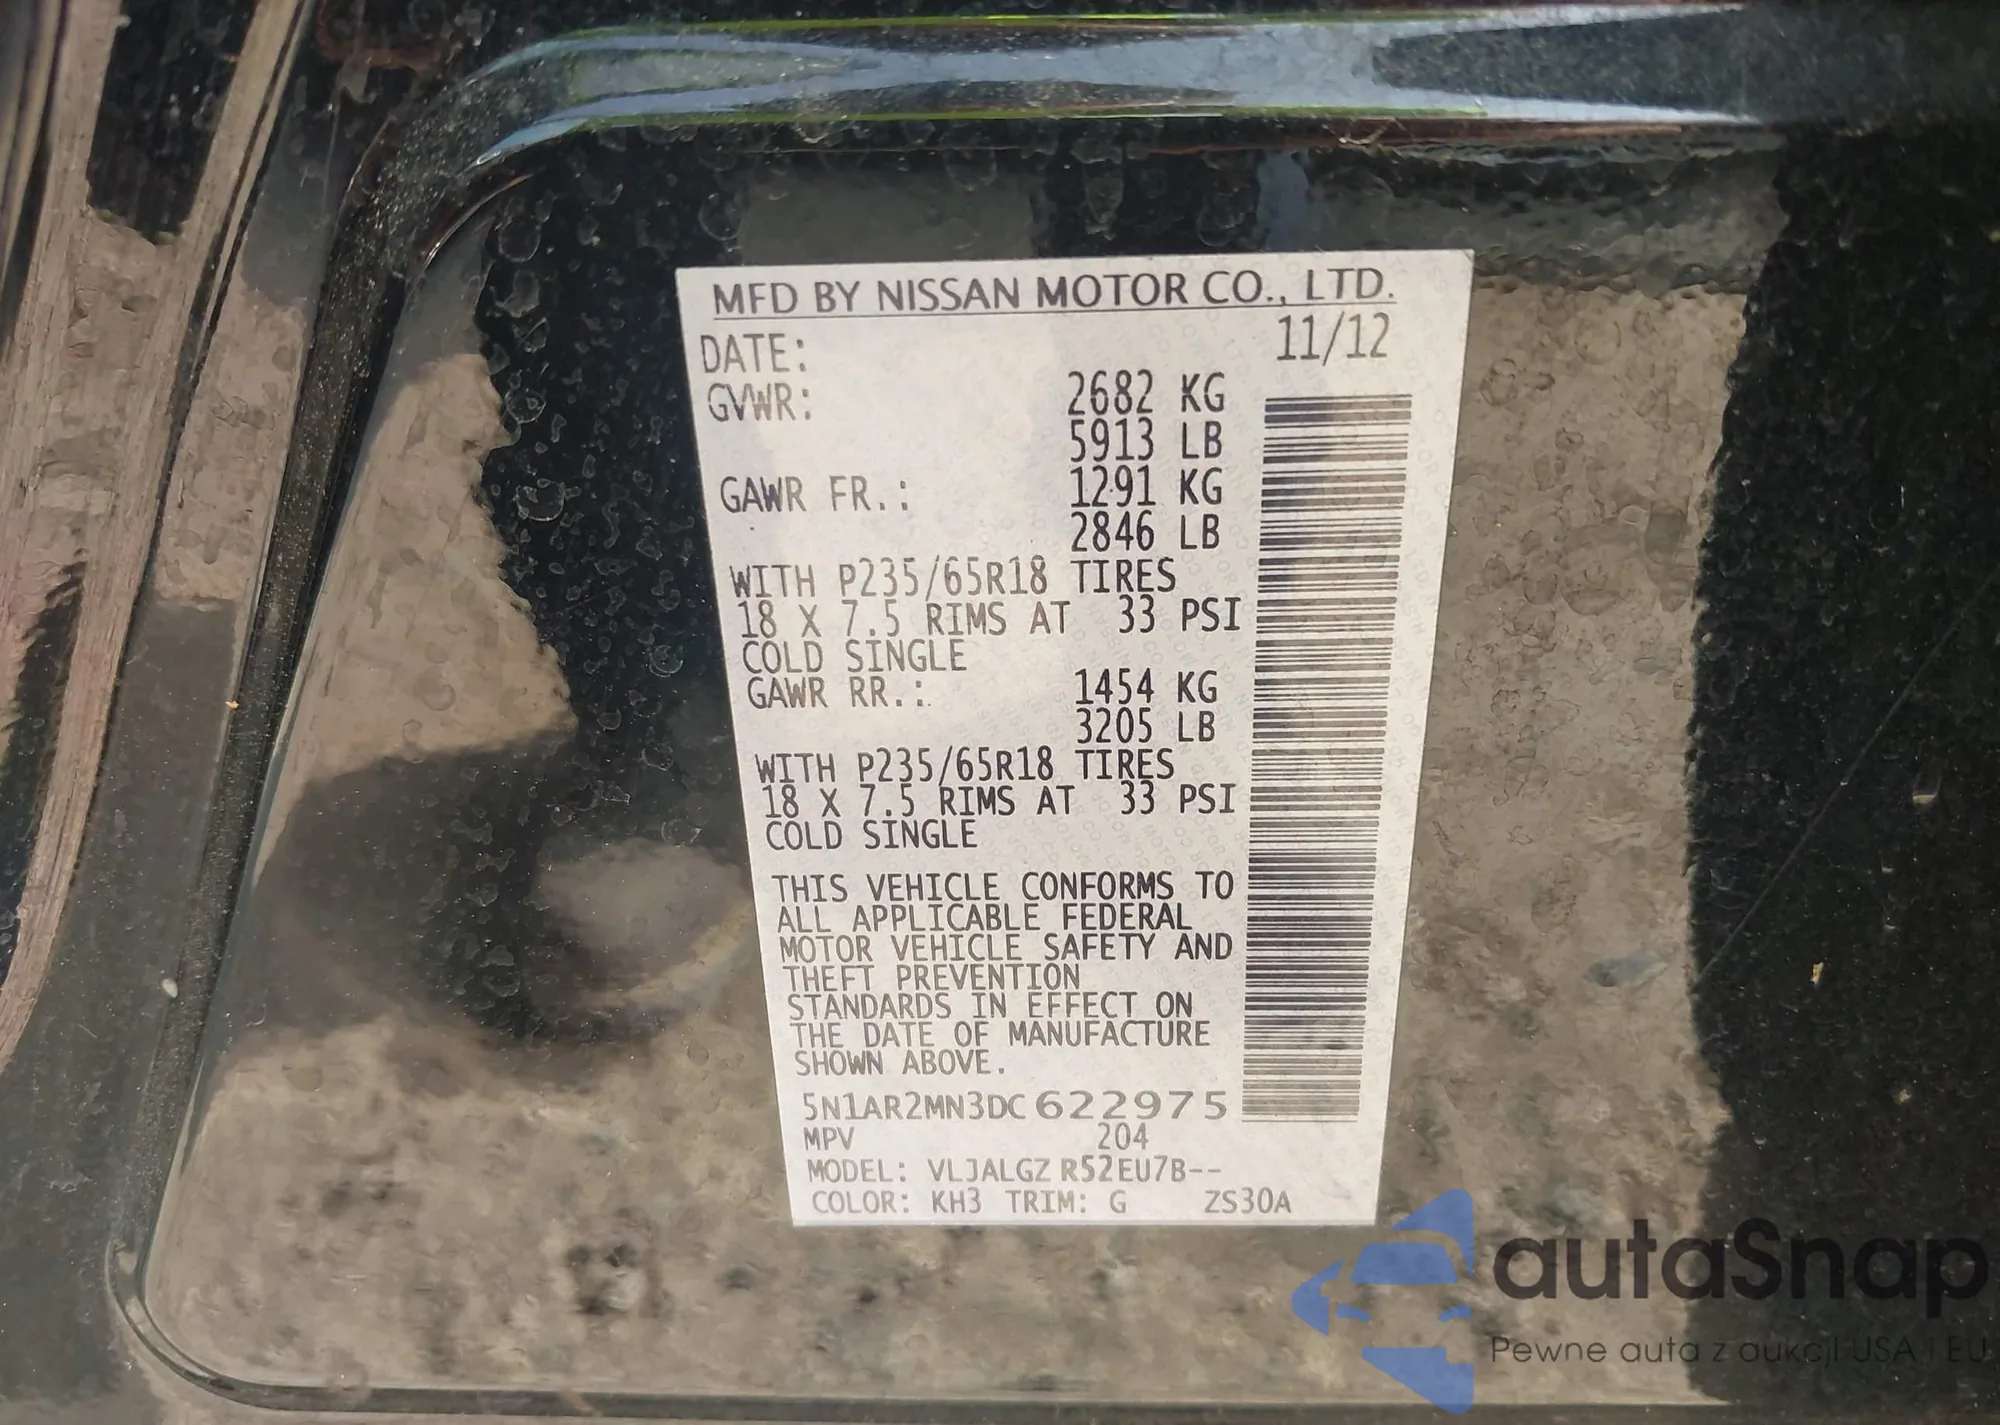 MFD BY NISSAN MOTOR CO., LTD.
DATE: 11/12
GVWR: 2682 KG
5913 LB
GAWR FR.: 1291 KG
2846 LB
WITH P235/65R18 TIRES
18 X 7.5 RIMS AT 33 PSI
COLD SINGLE
GAWR RR.: 1454 KG
3205 LB
WITH P235/65R18 TIRES
18 X 7.5 RIMS AT 33 PSI
COLD SINGLE
THIS VEHICLE CONFORMS TO
ALL APPLICABLE FEDERAL
MOTOR VEHICLE SAFETY AND
THEFT PREVENTION
STANDARDS IN EFFECT ON
THE DATE OF MANUFACTURE
SHOWN ABOVE.
5N1AR2MN3DC622975
MPV 204
MODEL: VLJALGZ R52EU7B--
COLOR: KH3 TRIM: G ZS30A
autaSnap
Pewne auta z aukcji USA i EU